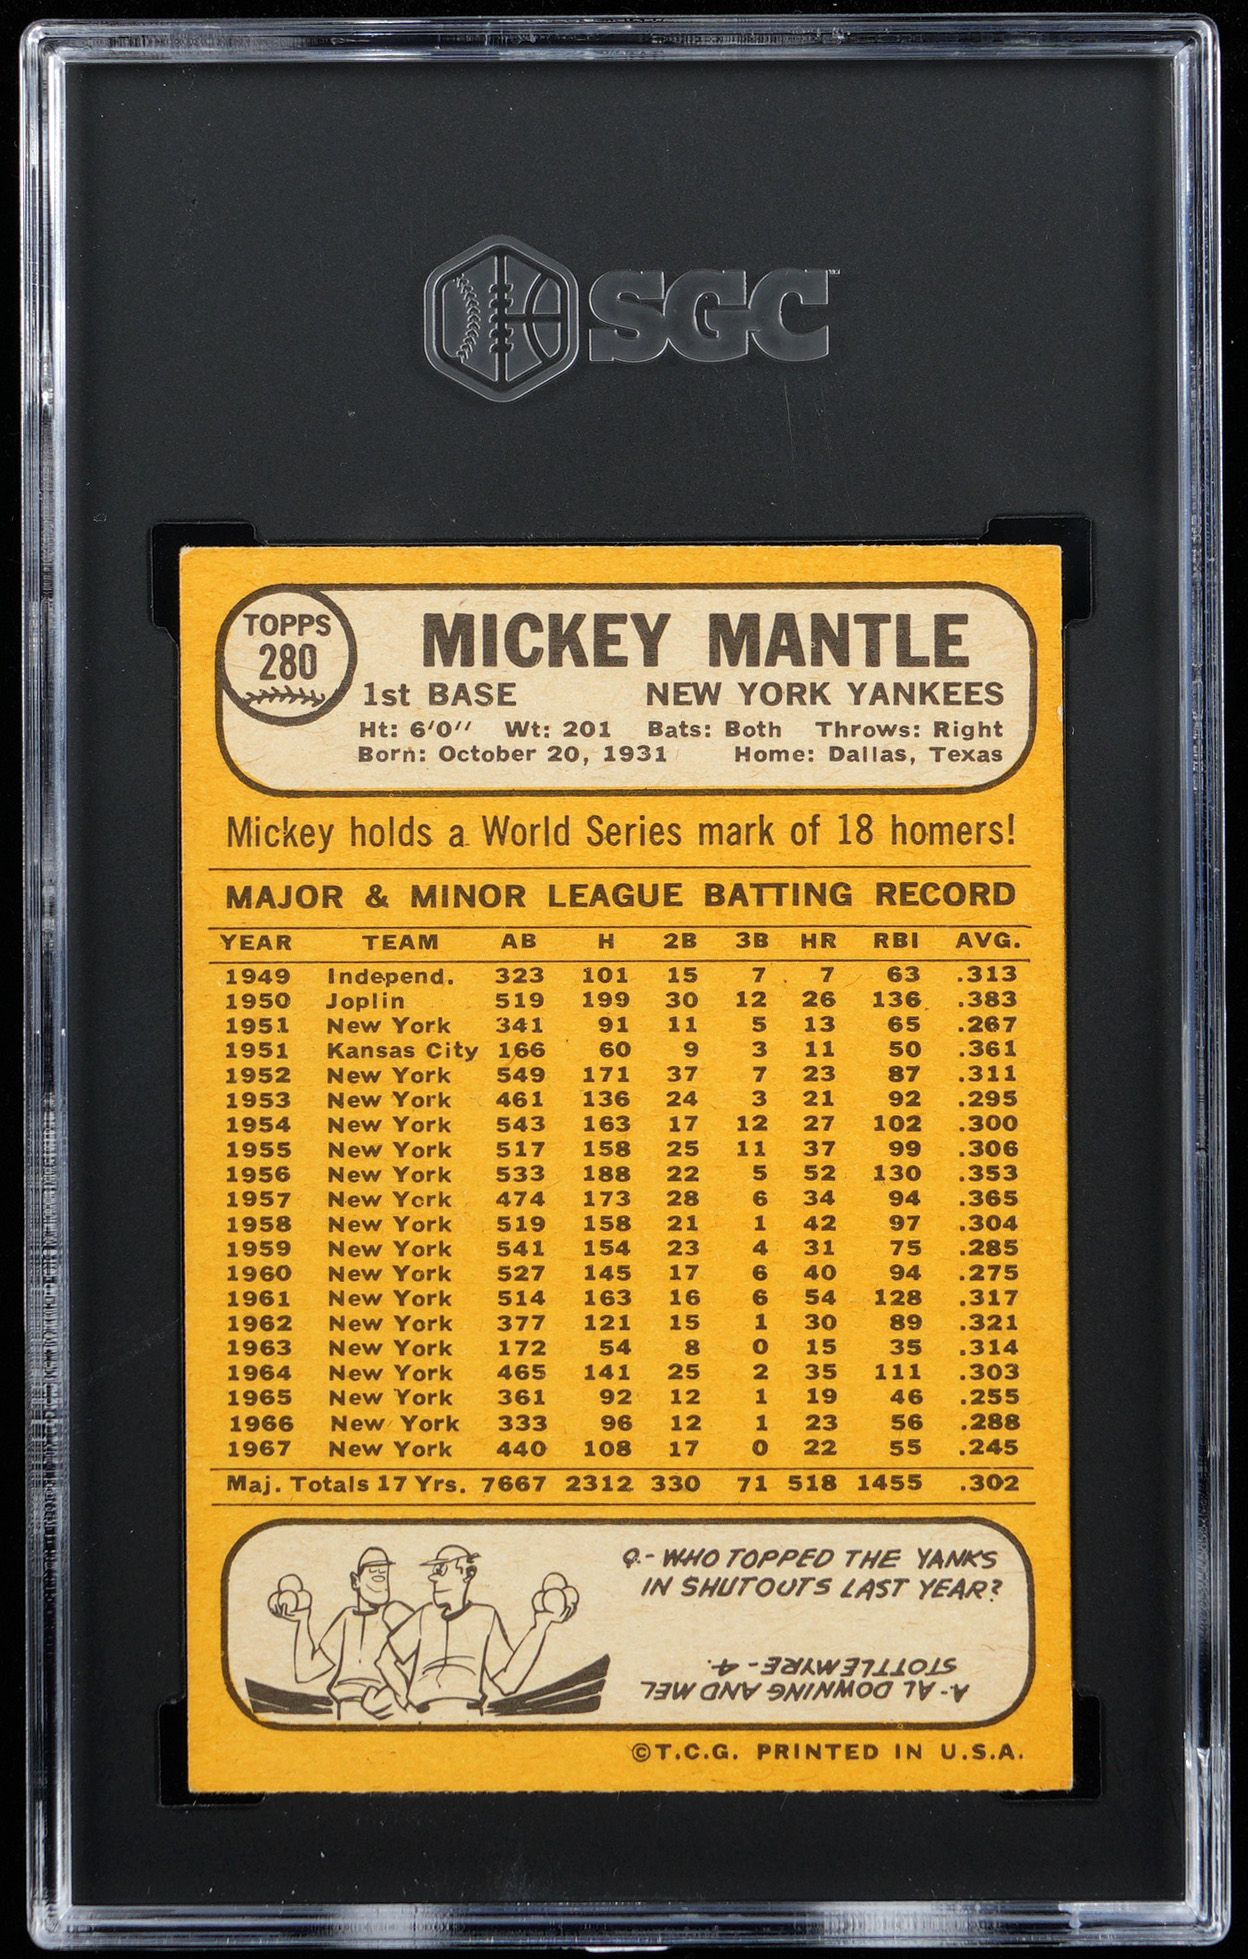 SGC
TOPPS
280
MICKEY MANTLE
1st BASE NEW YORK YANKEES
Ht: 6'0'' Wt: 201 Bats: Both Throws: Right
Born: October 20, 1931 Home: Dallas, Texas
Mickey holds a World Series mark of 18 homers!
MAJOR & MINOR LEAGUE BATTING RECORD
YEAR TEAM AB H 2B 3B HR RBI AVG.
1949 Independ. 323 101 15 7 7 63 .313
1950 Joplin 519 199 30 12 26 136 .383
1951 New York 341 91 11 5 13 65 .267
1951 Kansas City 166 60 9 3 11 50 .361
1952 New York 549 171 37 7 23 87 .311
1953 New York 461 136 24 3 21 92 .295
1954 New York 543 163 17 12 27 102 .300
1955 New York 517 158 25 11 37 99 .306
1956 New York 533 188 22 5 52 130 .353
1957 New York 474 173 28 6 34 94 .365
1958 New York 519 158 21 1 42 97 .304
1959 New York 541 154 23 4 31 75 .285
1960 New York 527 145 17 6 40 94 .275
1961 New York 514 163 16 6 54 128 .317
1962 New York 377 121 15 1 30 89 .321
1963 New York 172 54 8 0 15 35 .314
1964 New York 465 141 25 2 35 111 .303
1965 New York 361 92 12 1 19 46 .255
1966 New York 333 96 12 1 23 56 .288
1967 New York 440 108 17 0 22 55 .245
Maj. Totals 17 Yrs. 7667 2312 330 71 518 1455 .302
Q.- WHO TOPPED THE YANKS
IN SHUTOUTS LAST YEAR?
A- AL DOWNING AND MEL
STOTTLEMYRE - 4.
©T.C.G. PRINTED IN U.S.A.